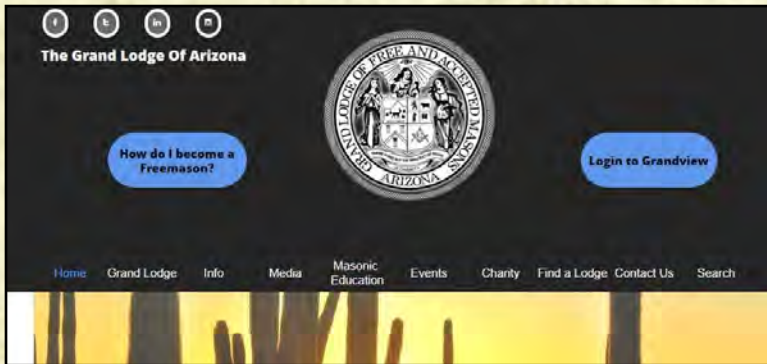 The Grand Lodge Of Arizona
GRAND LODGE OF FREE AND ACCEPTED MASONS
ARIZONA
How do I become a
Freemason?
Login to Grandview
Home Grand Lodge Info Media Masonic Education Events Charity Find a Lodge Contact Us Search